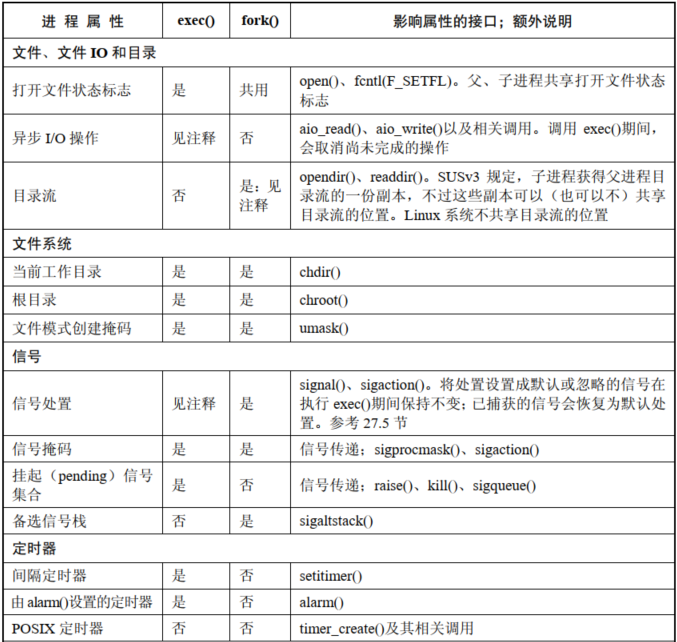 进 程 属 性 exec() fork() 影响属性的接口；额外说明
文件、文件 IO 和目录
打开文件状态标志 是 共用 open()、fcntl(F_SETFL)。父、子进程共享打开文件状态
标志
异步 I/O 操作 见注释 否 aio_read()、aio_write()以及相关调用。调用 exec()期间，
会取消尚未完成的操作
目录流 否 是：见
注释 opendir()、readdir()。SUSv3 规定，子进程获得父进程目
录流的一份副本，不过这些副本可以（也可以不）共享
目录流的位置。Linux 系统不共享目录流的位置
文件系统
当前工作目录 是 是 chdir()
根目录 是 是 chroot()
文件模式创建掩码 是 是 umask()
信号
信号处置 见注释 是 signal()、sigaction()。将处置设置成默认或忽略的信号在
执行 exec()期间保持不变；已捕获的信号会恢复为默认处
置。参考 27.5 节
信号掩码 是 是 信号传递；sigprocmask()、sigaction()
挂起（pending）信号
集合 是 否 信号传递；raise()、kill()、sigqueue()
备选信号栈 否 是 sigaltstack()
定时器
间隔定时器 是 否 setitimer()
由 alarm()设置的定时器 是 否 alarm()
POSIX 定时器 否 否 timer_create()及其相关调用